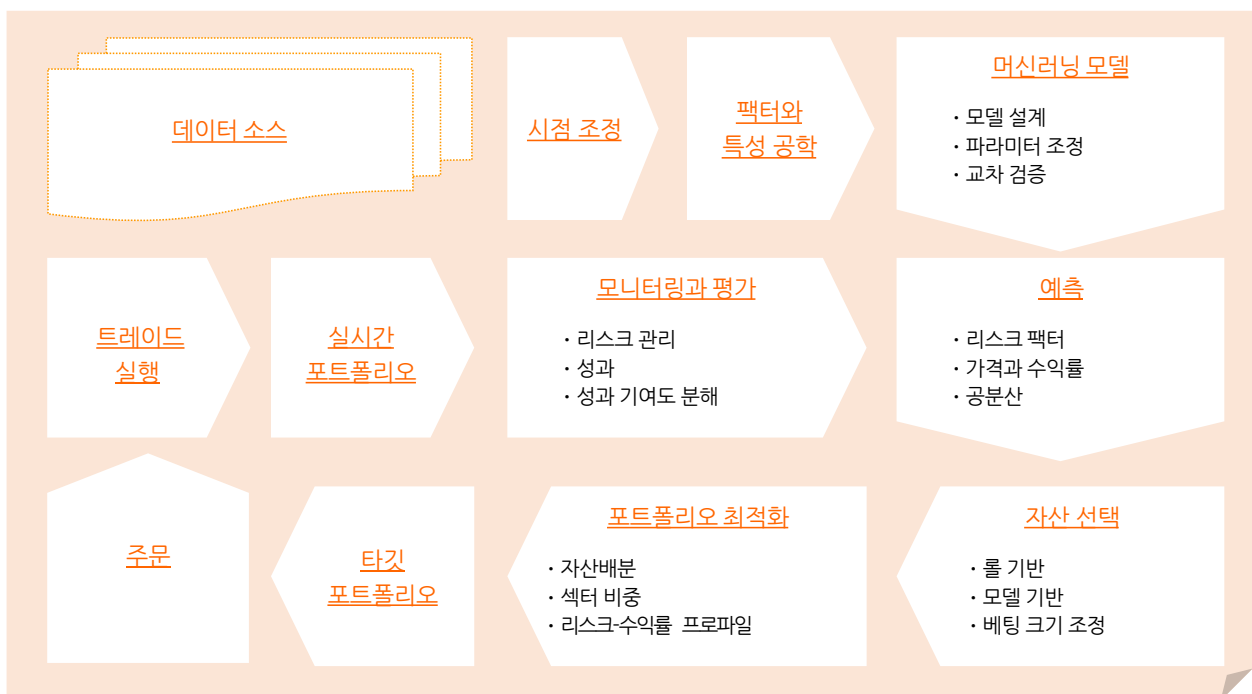 데이터 소스
시점 조정
팩터와
특성 공학
머신러닝 모델
· 모델 설계
· 파라미터 조정
· 교차 검증
트레이드
실행
실시간
포트폴리오
모니터링과 평가
· 리스크 관리
· 성과
· 성과 기여도 분해
예측
· 리스크 팩터
· 가격과 수익률
· 공분산
주문
타깃
포트폴리오
포트폴리오 최적화
· 자산배분
· 섹터 비중
· 리스크-수익률 프로파일
자산 선택
· 롤 기반
· 모델 기반
· 베팅 크기 조정